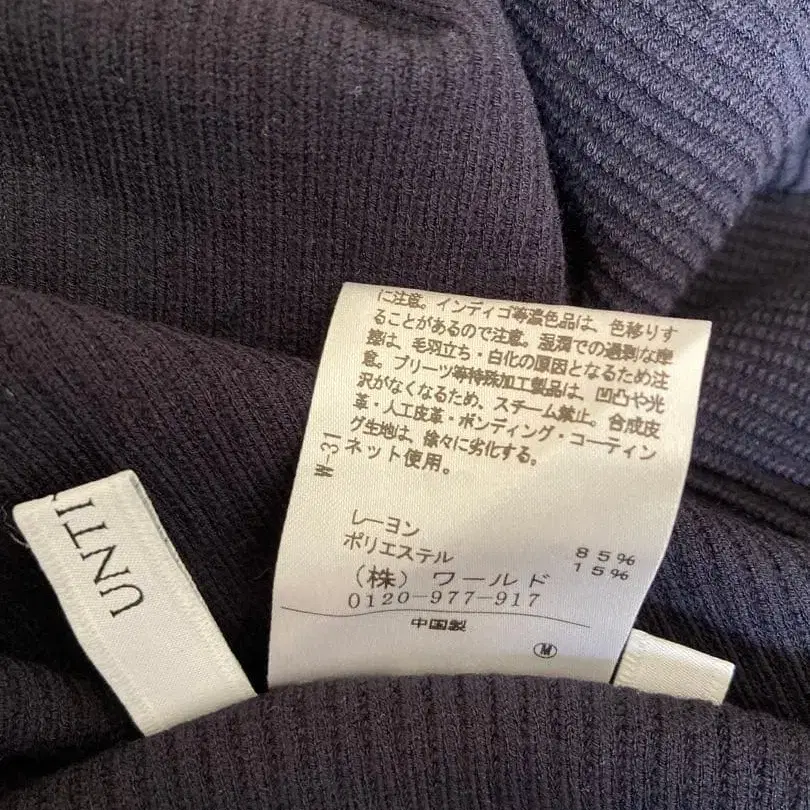 に注意。インディゴ等濃色品は、色移りす
ることがあるので注意。湿潤での過剰な摩
擦は、毛羽立ち・白化の原因となるため注
意。プリーツ等特殊加工製品は、凹凸や光
沢がなくなるため、スチーム禁止。合成皮
革・人工皮革・ボンディング・コーティン
グ生地は、徐々に劣化する。
ネット使用。
W-31
レーヨン 85%
ポリエステル 15%
(株)ワールド
0120-977-917
中国製
M
UNTI